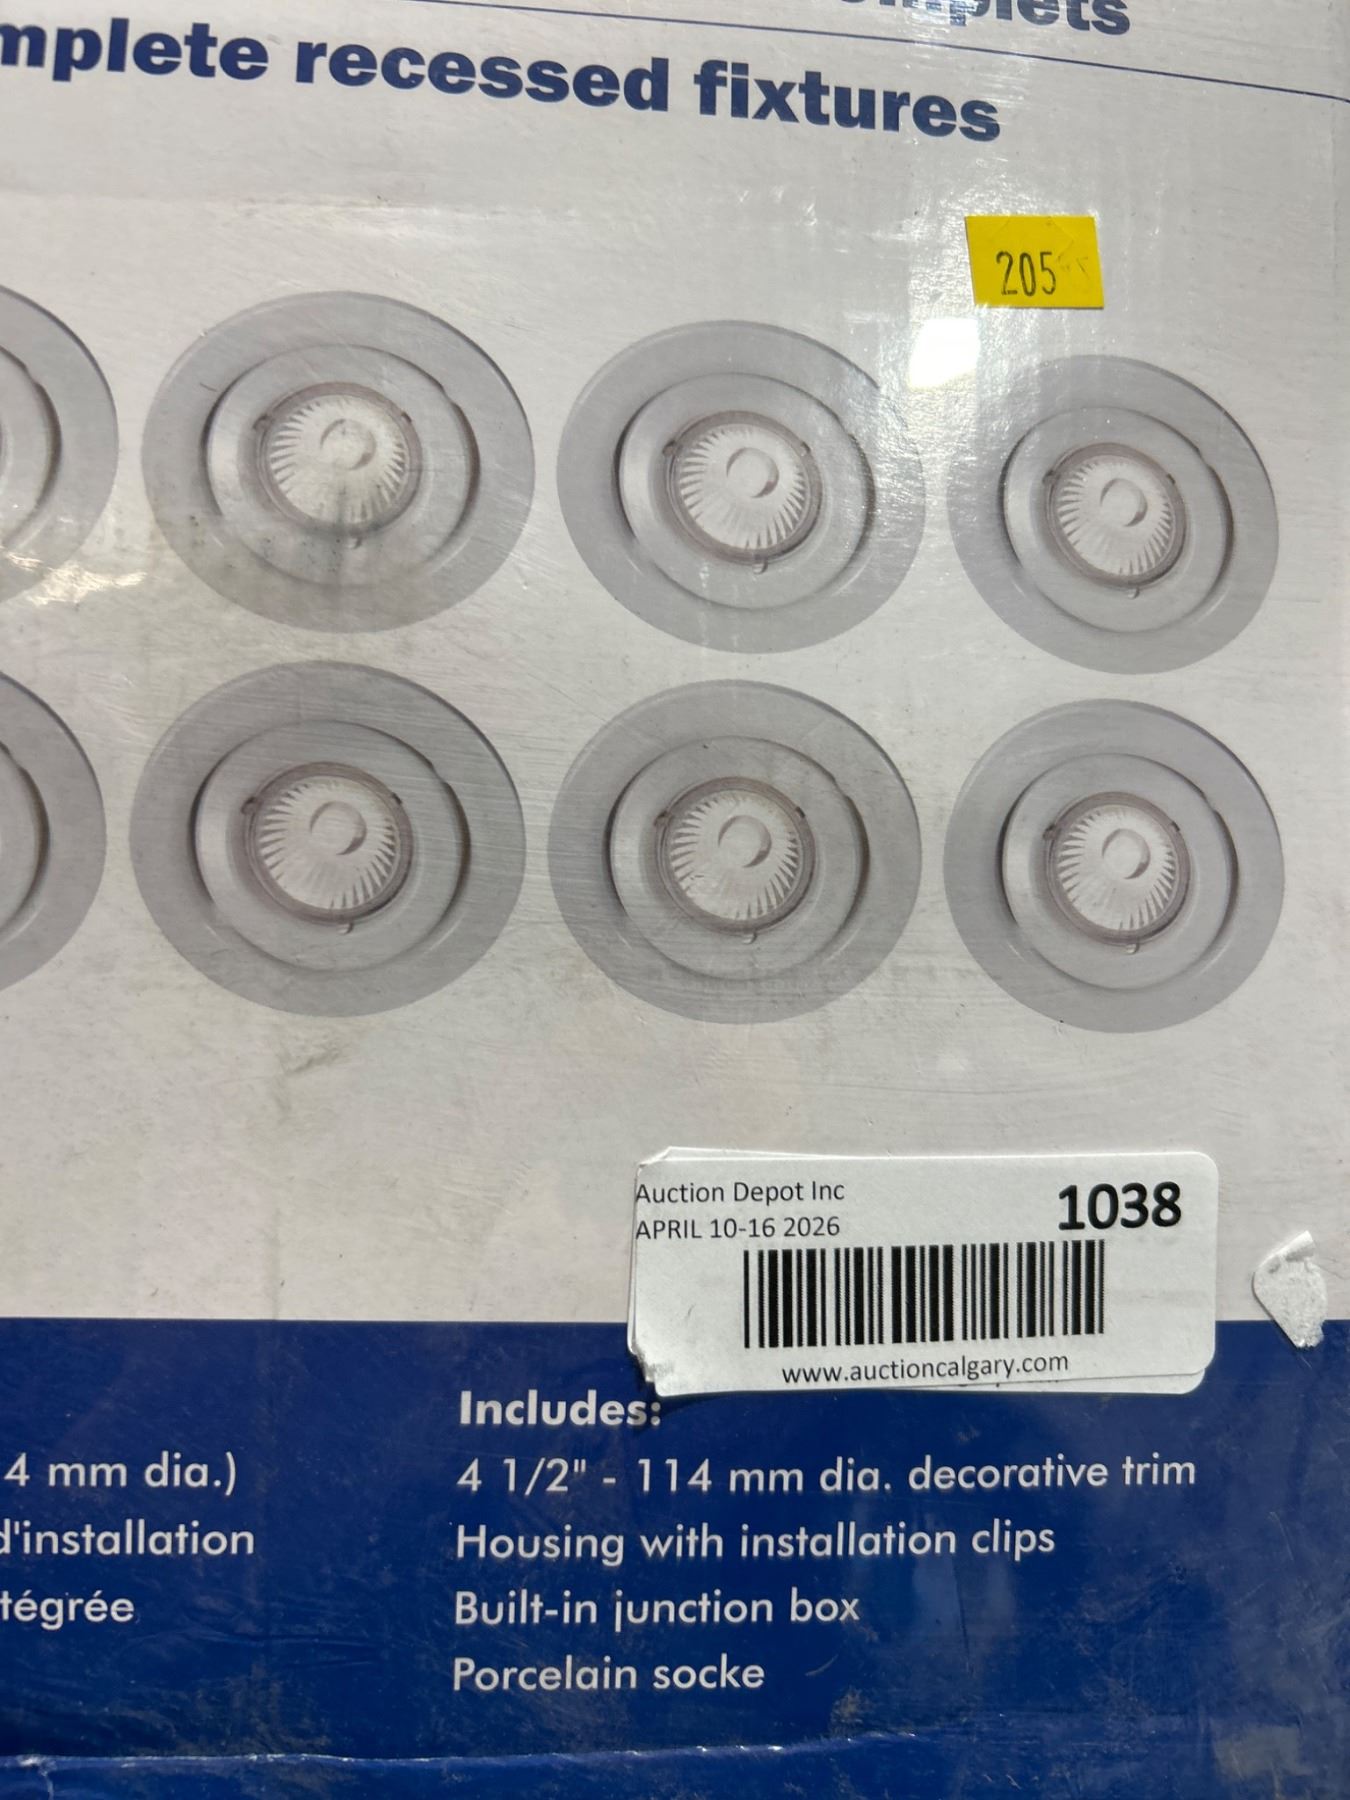 mplete recessed fixtures
205
Auction Depot Inc
1038
APRIL 10-16 2026
www.auctioncalgary.com
4 mm dia.)
d'installation
tégrée
Includes:
4 1/2" - 114 mm dia. decorative trim
Housing with installation clips
Built-in junction box
Porcelain socke